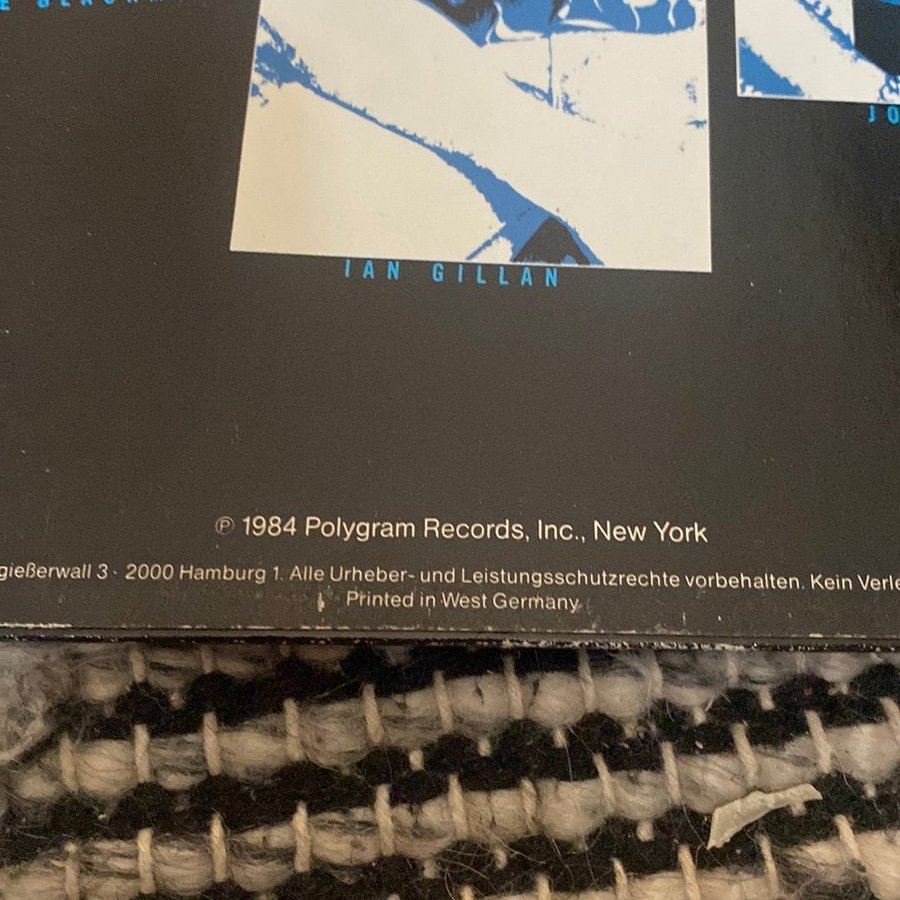 JO
IAN GILLAN
℗ 1984 Polygram Records, Inc., New York
gießerwall 3 · 2000 Hamburg 1. Alle Urheber- und Leistungsschutzrechte vorbehalten. Kein Verle
Printed in West Germany